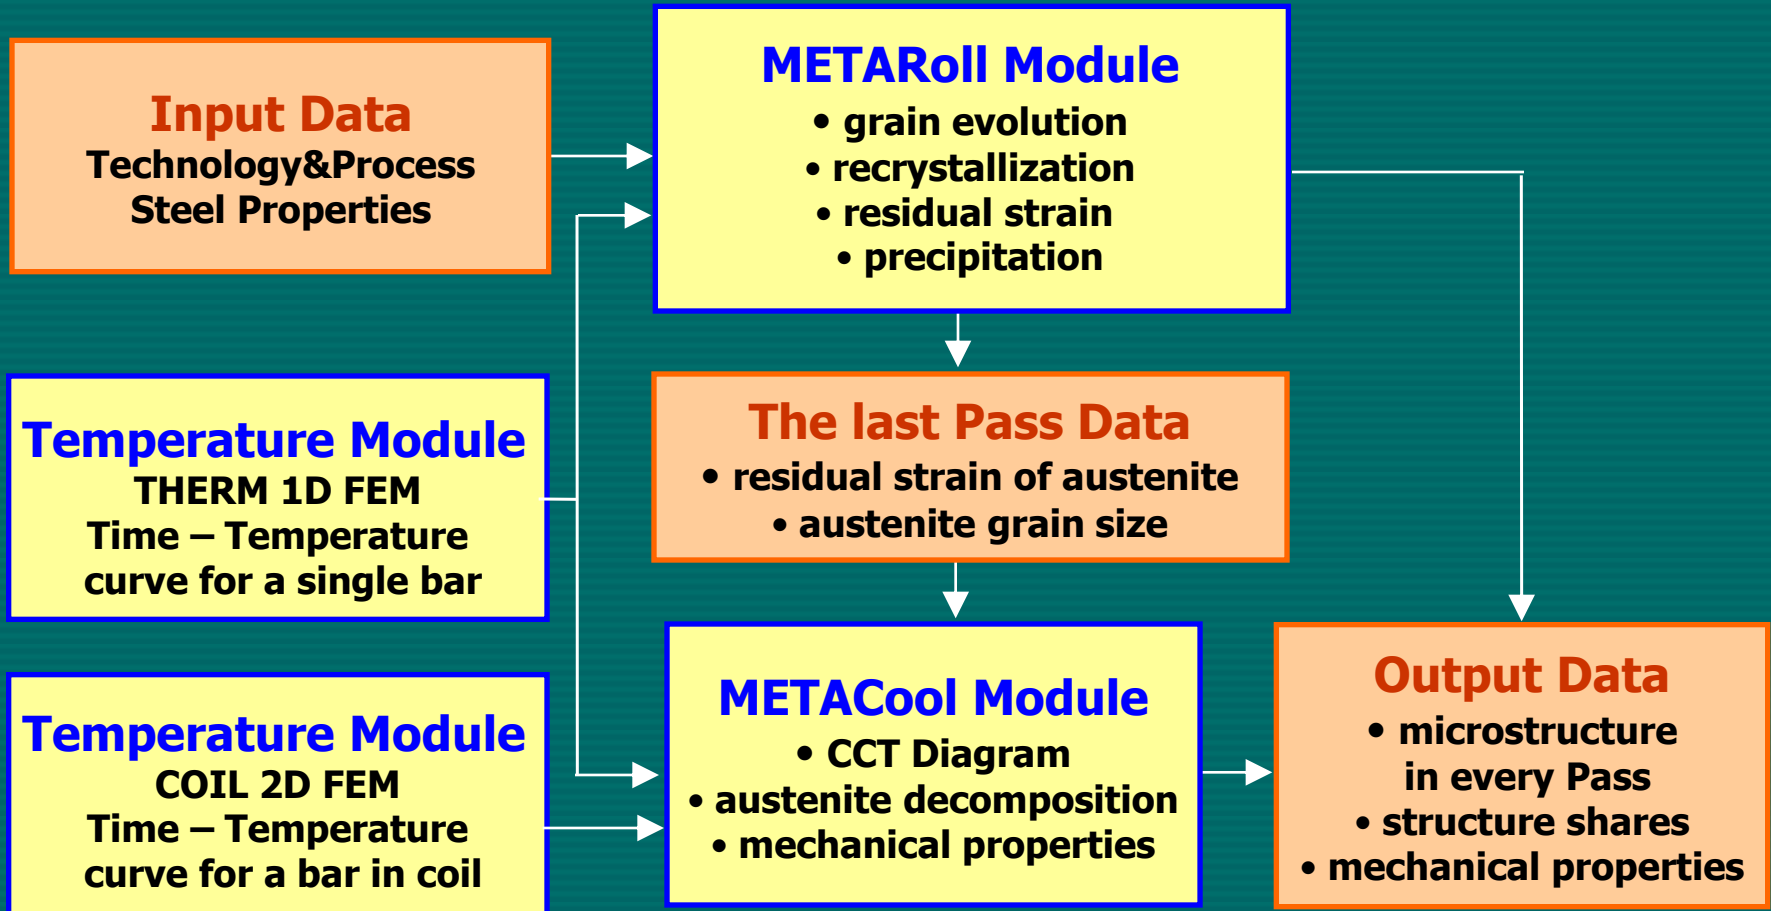 Input Data
Technology&Process
Steel Properties
METARoll Module
• grain evolution
• recrystallization
• residual strain
• precipitation
Temperature Module
THERM 1D FEM
Time – Temperature
curve for a single bar
The last Pass Data
• residual strain of austenite
• austenite grain size
Temperature Module
COIL 2D FEM
Time – Temperature
curve for a bar in coil
METACool Module
• CCT Diagram
• austenite decomposition
• mechanical properties
Output Data
• microstructure
in every Pass
• structure shares
• mechanical properties